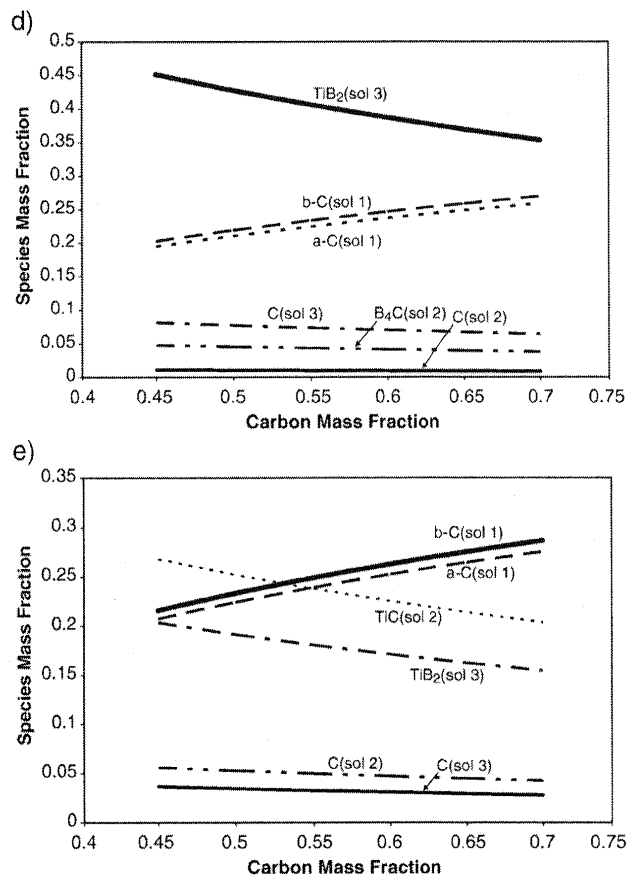 d)
0.5
0.45
0.4
0.35
0.3
0.25
0.2
0.15
0.1
0.05
0
Species Mass Fraction
TiB2(sol 3)
b-C(sol 1)
a-C(sol 1)
C(sol 3)
B4C(sol 2)
C(sol 2)
0.4 0.45 0.5 0.55 0.6 0.65 0.7 0.75
Carbon Mass Fraction
e)
0.35
0.3
0.25
0.2
0.15
0.1
0.05
0
Species Mass Fraction
b-C(sol 1)
a-C(sol 1)
TiC(sol 2)
TiB2(sol 3)
C(sol 2)
C(sol 3)
0.4 0.45 0.5 0.55 0.6 0.65 0.7 0.75
Carbon Mass Fraction